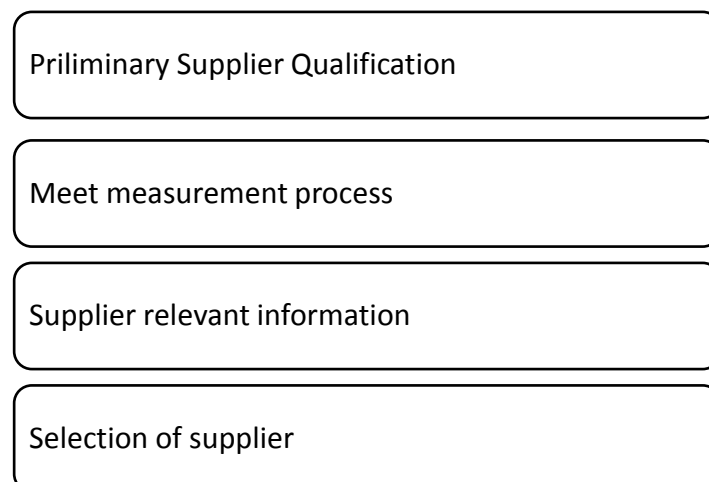 Priliminary Supplier Qualification
Meet measurement process
Supplier relevant information
Selection of supplier